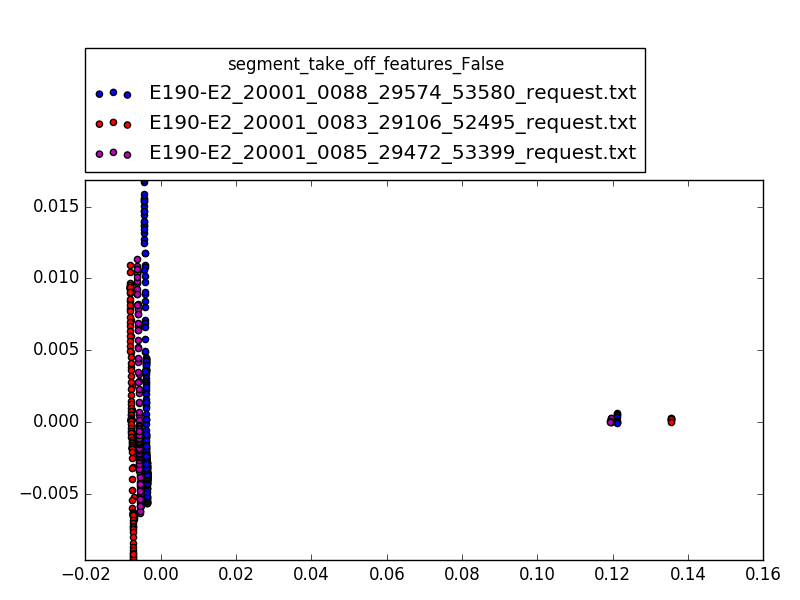 segment_take_off_features_False
E190-E2_20001_0088_29574_53580_request.txt
E190-E2_20001_0083_29106_52495_request.txt
E190-E2_20001_0085_29472_53399_request.txt
0.015
0.010
0.005
0.000
−0.005
−0.02 0.00 0.02 0.04 0.06 0.08 0.10 0.12 0.14 0.16